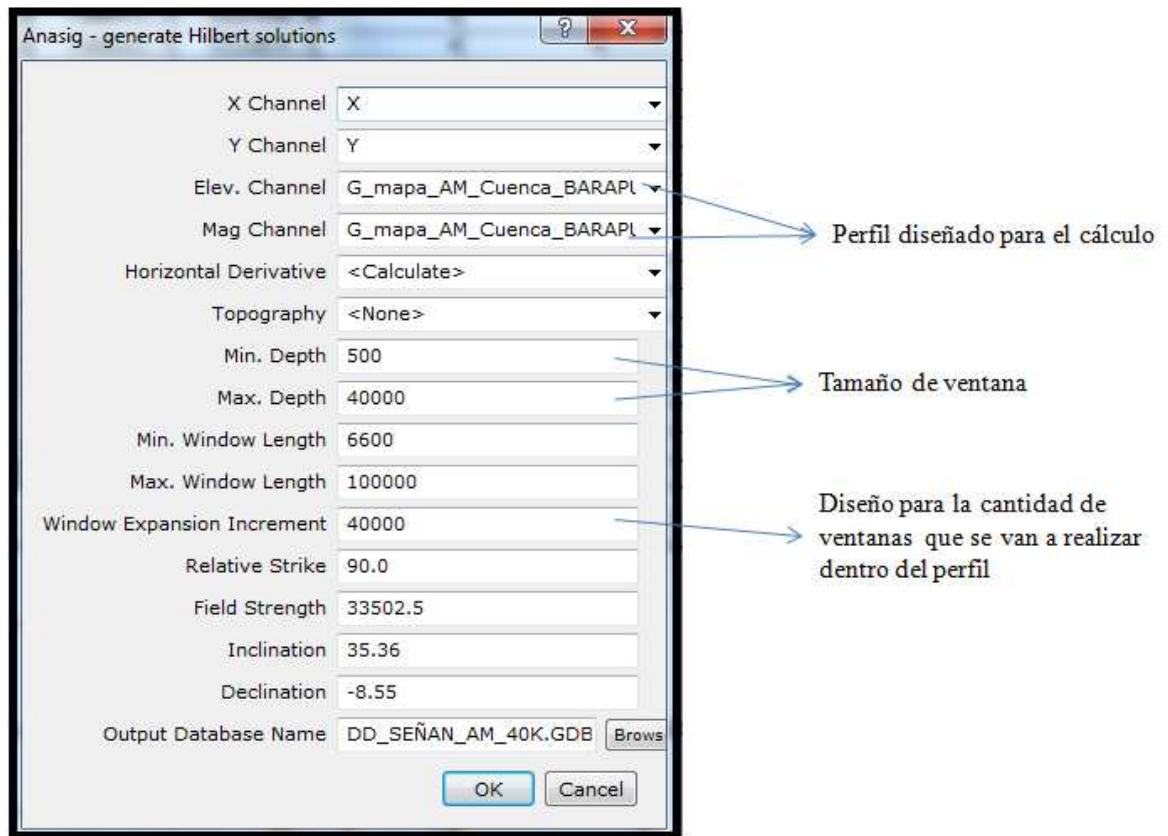 Anasig - generate Hilbert solutions
X Channel X
Y Channel Y
Elev. Channel G_mapa_AM_Cuenca_BARAPU
Mag Channel G_mapa_AM_Cuenca_BARAPU
Perfil diseñado para el cálculo
Horizontal Derivative <Calculate>
Topography <None>
Min. Depth 500
Tamaño de ventana
Max. Depth 40000
Min. Window Length 6600
Max. Window Length 100000
Window Expansion Increment 40000
Diseño para la cantidad de
ventanas que se van a realizar
dentro del perfil
Relative Strike 90.0
Field Strength 33502.5
Inclination 35.36
Declination -8.55
Output Database Name DD_SEÑAN_AM_40K.GDB Brows
OK Cancel